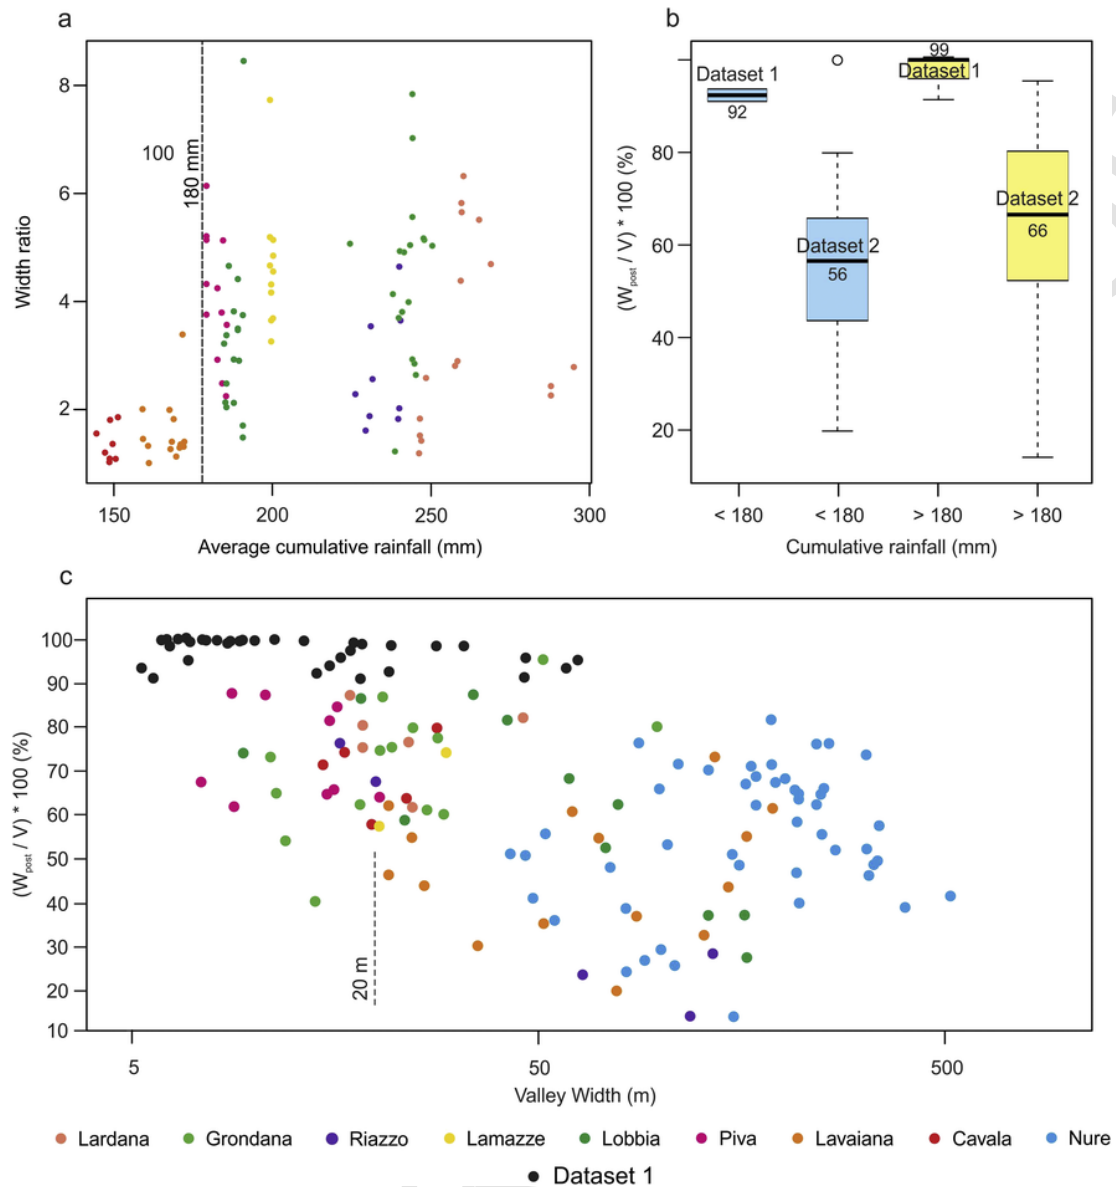 a
8
6
4
2
Width ratio
100
180 mm
150
200
250
300
Average cumulative rainfall (mm)
b
80
60
40
20
(Wpost / V) * 100 (%)
Dataset 1
92
Dataset 2
56
99
Dataset 1
Dataset 2
66
< 180
< 180
> 180
> 180
Cumulative rainfall (mm)
c
100
90
80
70
60
50
40
30
20
10
(Wpost / V) * 100 (%)
20 m
5
50
500
Valley Width (m)
Lardana
Grondana
Riazzo
Lamazze
Lobbia
Piva
Lavaiana
Cavala
Nure
Dataset 1